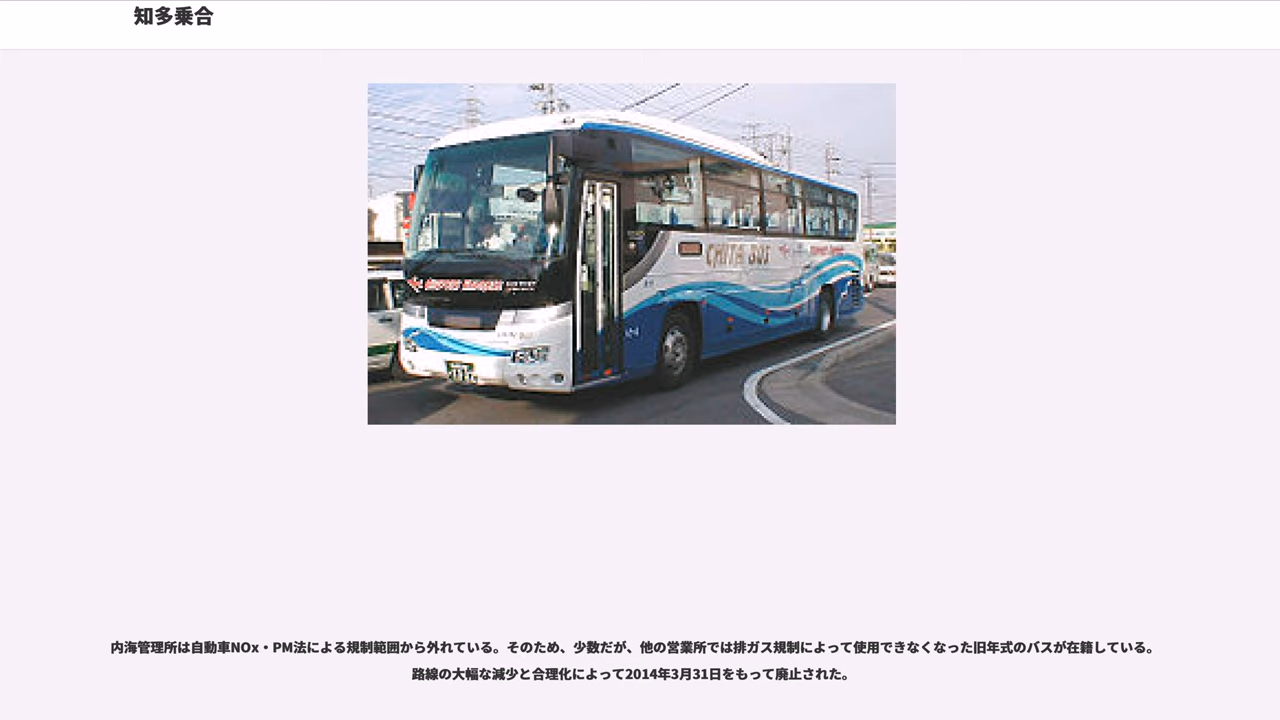 知多乗合
CHITA BUS
内海管理所は自動車NOx・PM法による規制範囲から外れている。そのため、少数だが、他の営業所では排ガス規制によって使用できなくなった旧年式のバスが在籍している。
路線の大幅な減少と合理化によって2014年3月31日をもって廃止された。